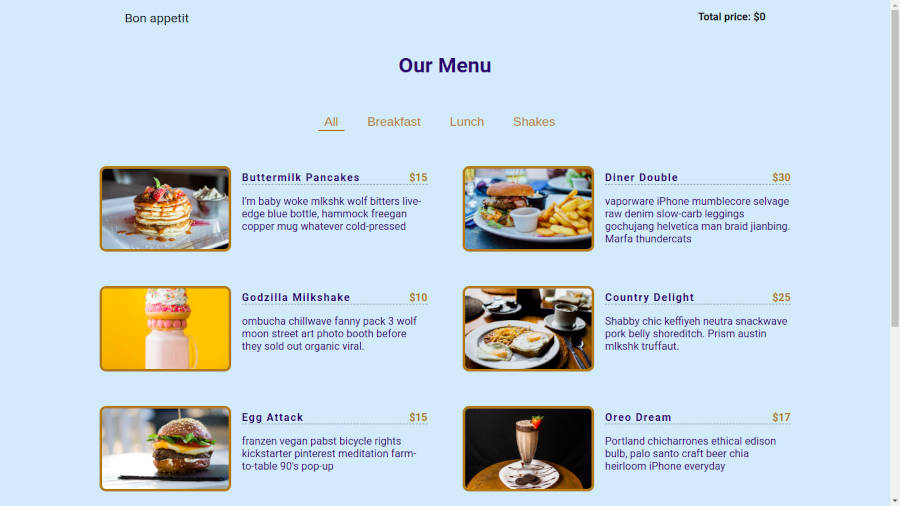 Bon appetit
Total price: $0
Our Menu
All Breakfast Lunch Shakes
Buttermilk Pancakes $15
I'm baby woke mlkshk wolf bitters live-
edge blue bottle, hammock freegan
copper mug whatever cold-pressed
Diner Double $30
vaporware iPhone mumblecore selvage
raw denim slow-carb leggings
gochujang helvetica man braid jianbing.
Marfa thundercats
Godzilla Milkshake $10
ombucha chillwave fanny pack 3 wolf
moon street art photo booth before
they sold out organic viral.
Country Delight $25
Shabby chic keffiyeh neutra snackwave
pork belly shoreditch. Prism austin
mlkshk truffaut.
Egg Attack $15
franzen vegan pabst bicycle rights
kickstarter pinterest meditation farm-
to-table 90's pop-up
Oreo Dream $17
Portland chicharrones ethical edison
bulb, palo santo craft beer chia
heirloom iPhone everyday